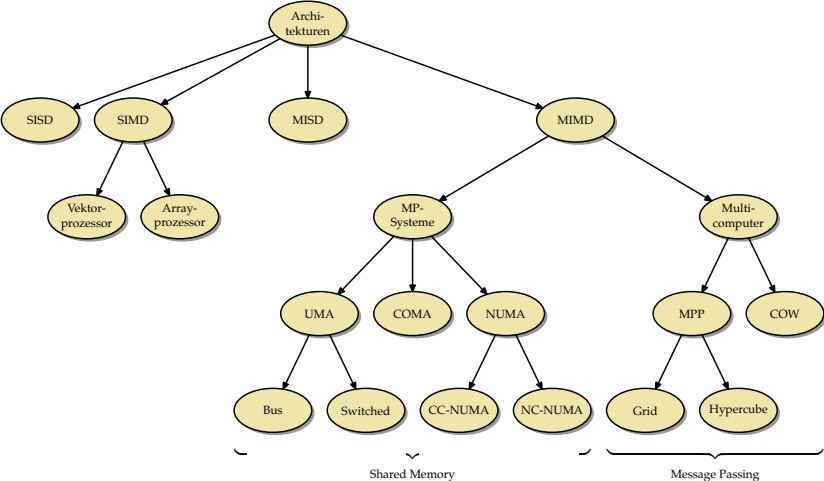 Archi-
tekturen
SISD
SIMD
MISD
MIMD
Vektor-
prozessor
Array-
prozessor
MP-
Systeme
Multi-
computer
UMA
COMA
NUMA
MPP
COW
Bus
Switched
CC-NUMA
NC-NUMA
Grid
Hypercube
Shared Memory
Message Passing